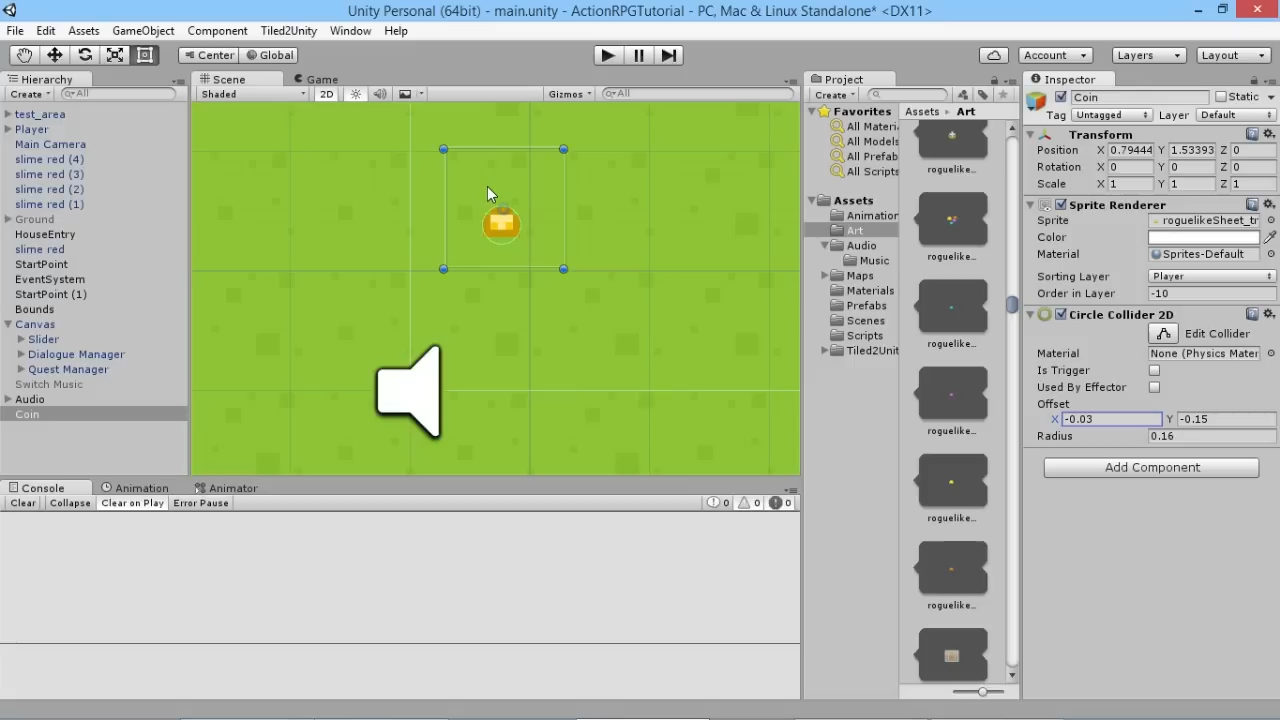 Unity Personal (64bit) - main.unity - ActionRPGTutorial - PC, Mac & Linux Standalone* <DX11>
File Edit Assets GameObject Component Tiled2Unity Window Help
Center Global Account Layers Layout
Hierarchy
Create All
test_area
Player
Main Camera
slime red (4)
slime red (3)
slime red (2)
slime red (1)
Ground
HouseEntry
slime red
StartPoint
EventSystem
StartPoint (1)
Bounds
Canvas
Slider
Dialogue Manager
Quest Manager
Switch Music
Audio
Coin
Scene Game
Shaded 2D Gizmos All
Console Animation Animator
Clear Collapse Clear on Play Error Pause 0 0 0
Project
Create
Favorites
All Materi
All Models
All Prefab
All Scripts
Assets
Animation
Art
Audio
Music
Maps
Materials
Prefabs
Scenes
Scripts
Tiled2Unit
Assets Art
roguelike...
roguelike...
roguelike...
roguelike...
roguelike...
roguelike...
Inspector
Coin Static
Tag Untagged Layer Default
Transform
Position X 0.79444 Y 1.53393 Z 0
Rotation X 0 Y 0 Z 0
Scale X 1 Y 1 Z 1
Sprite Renderer
Sprite roguelikeSheet_tr
Color
Material Sprites-Default
Sorting Layer Player
Order in Layer -10
Circle Collider 2D
Edit Collider
Material None (Physics Mater
Is Trigger
Used By Effector
Offset
X -0.03 Y -0.15
Radius 0.16
Add Component